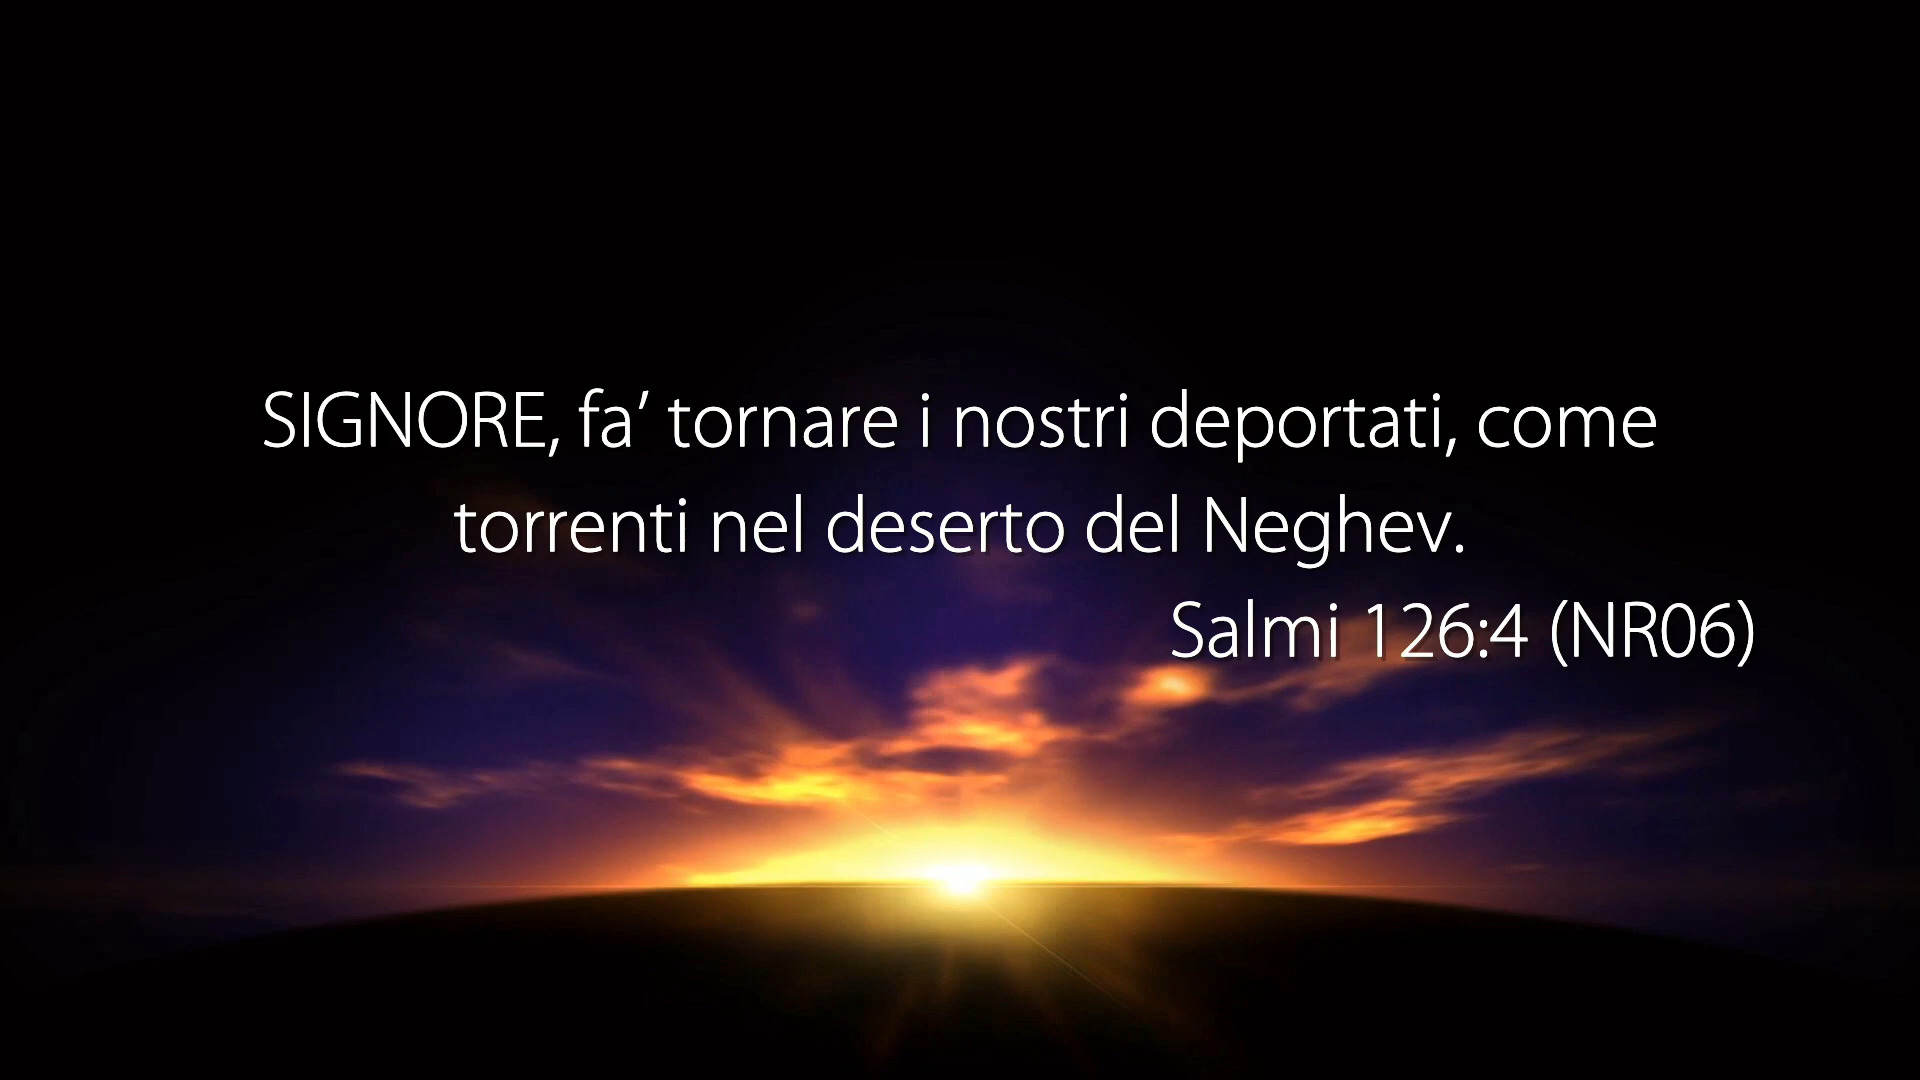 SIGNORE, fa’ tornare i nostri deportati, come
torrenti nel deserto del Neghev.
Salmi 126:4 (NR06)